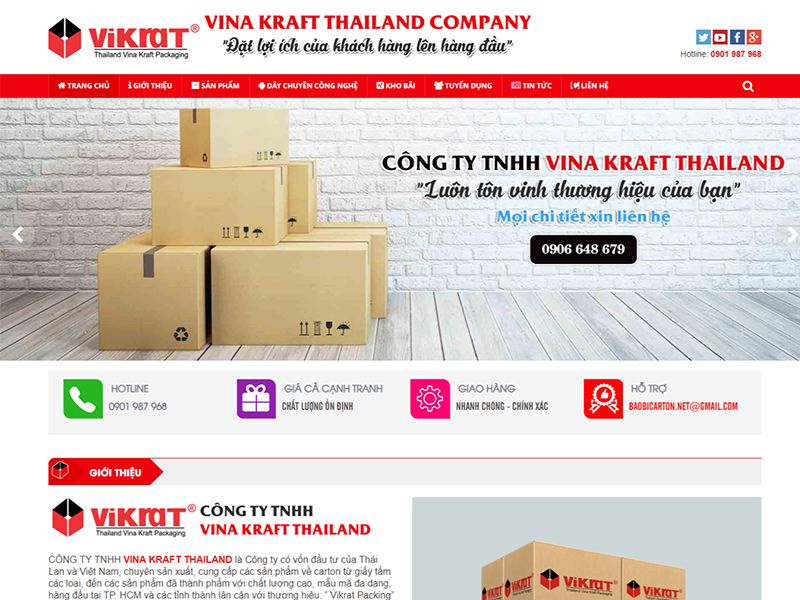 VIKRAT®
Thailand Vina Kraft Packaging
VINA KRAFT THAILAND COMPANY
"Đặt lợi ích của khách hàng lên hàng đầu"
Hotline: 0901 987 968
TRANG CHỦ GIỚI THIỆU SẢN PHẨM DÂY CHUYỀN CÔNG NGHỆ KHO BÃI TUYỂN DỤNG TIN TỨC LIÊN HỆ
CÔNG TY TNHH VINA KRAFT THAILAND
"Luôn tôn vinh thương hiệu của bạn"
Mọi chi tiết xin liên hệ
0906 648 679
HOTLINE
0901 987 968
GIÁ CẢ CẠNH TRANH
CHẤT LƯỢNG ỔN ĐỊNH
GIAO HÀNG
NHANH CHÓNG - CHÍNH XÁC
HỖ TRỢ
BAOBICARTON.NET@GMAIL.COM
GIỚI THIỆU
VIKRAT®
Thailand Vina Kraft Packaging
CÔNG TY TNHH
VINA KRAFT THAILAND
CÔNG TY TNHH VINA KRAFT THAILAND là Công ty có vốn đầu tư của Thái
Lan và Việt Nam, chuyên sản xuất, cung cấp các sản phẩm về carton từ giấy tấm
các loại, đến các sản phẩm đã thành phẩm với chất lượng cao, mẫu mã đa dạng,
hàng đầu tại TP. HCM và các tỉnh thành lân cận với thương hiệu: " Vikrat Packing"
VIKRAT
VIKRAT